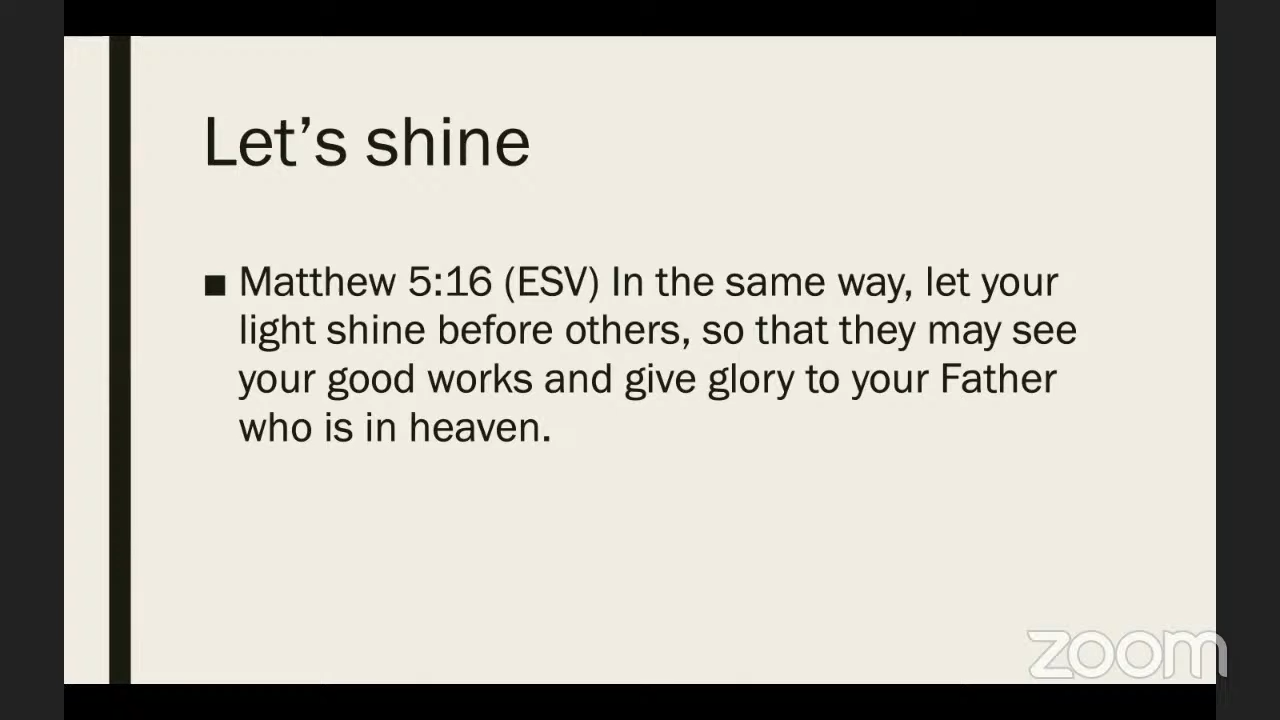 Let’s shine
■ Matthew 5:16 (ESV) In the same way, let your
light shine before others, so that they may see
your good works and give glory to your Father
who is in heaven.
zoom